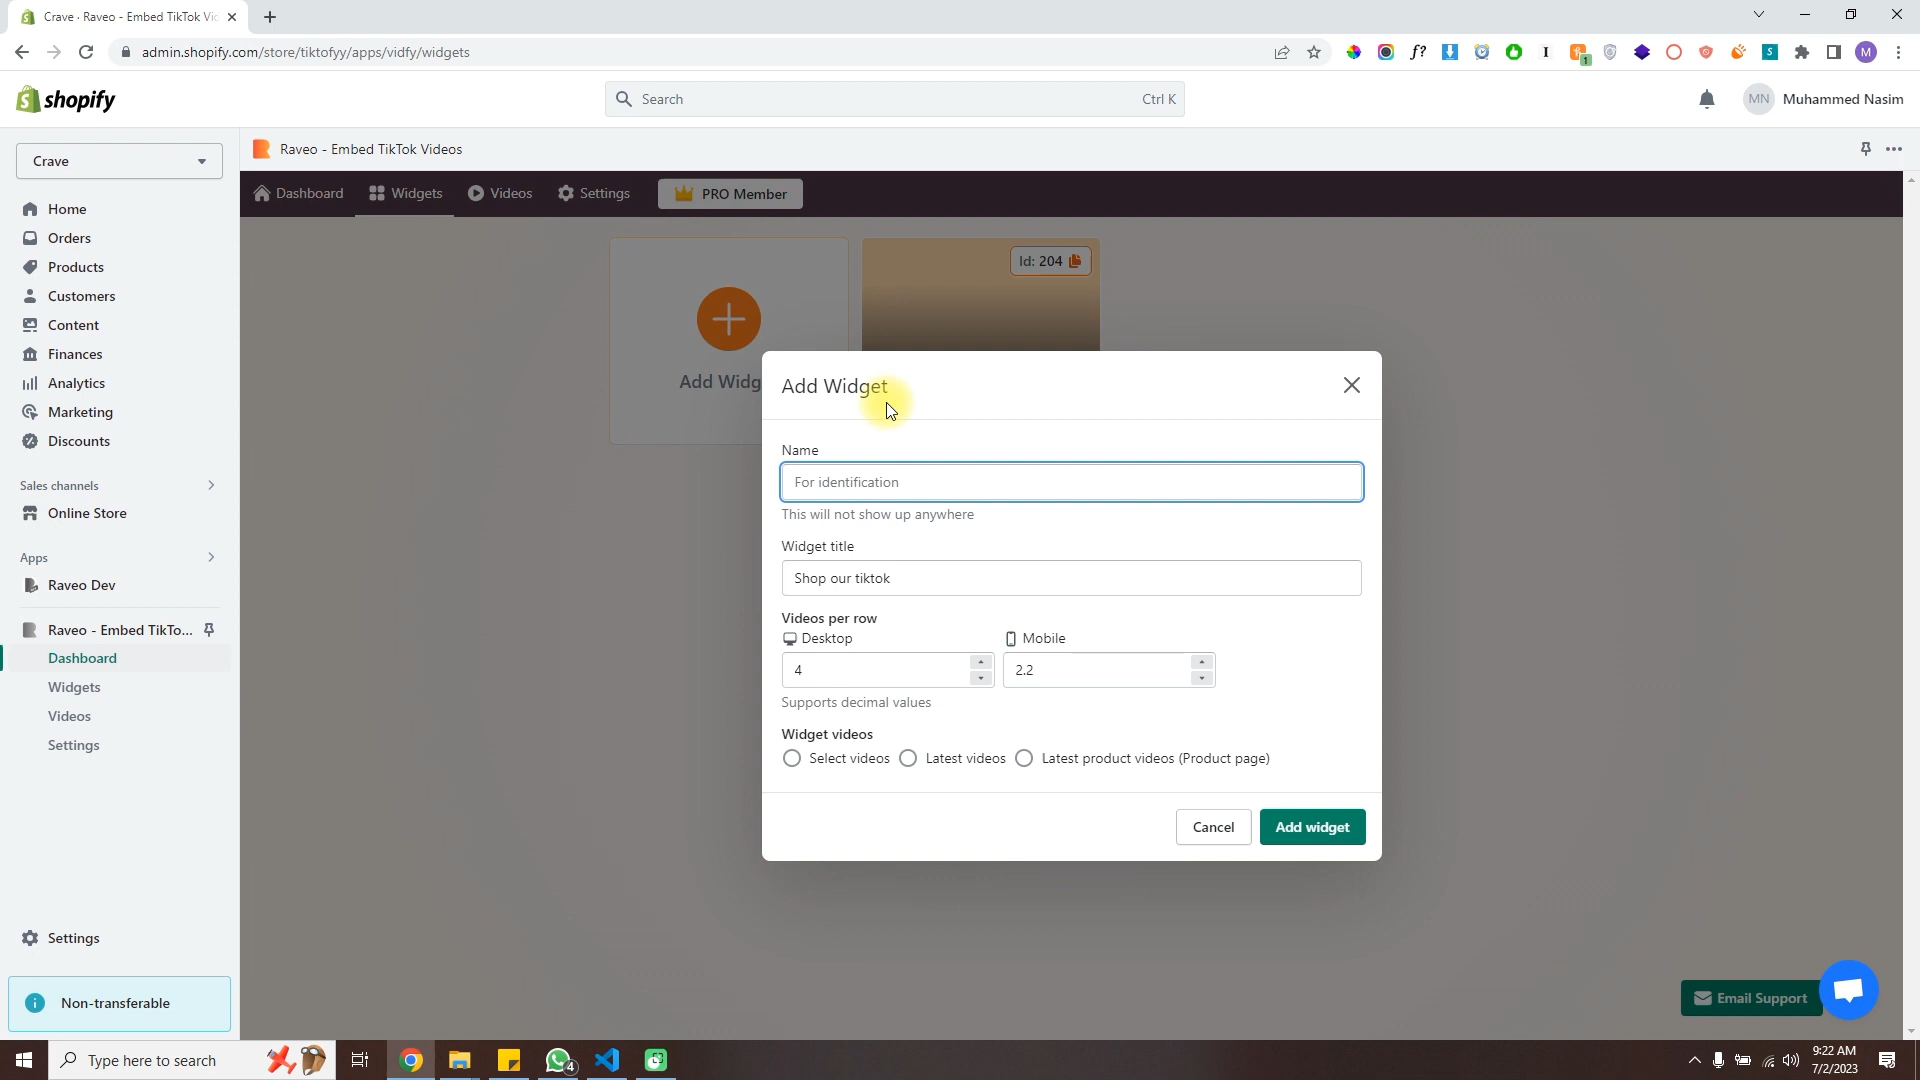 Crave · Raveo - Embed TikTok Vic
admin.shopify.com/store/tiktofyy/apps/vidfy/widgets
shopify
Search
Ctrl K
MN
Muhammed Nasim
Crave
Raveo - Embed TikTok Videos
Dashboard
Widgets
Videos
Settings
PRO Member
Home
Orders
Products
Customers
Content
Finances
Analytics
Marketing
Discounts
Sales channels
Online Store
Apps
Raveo Dev
Raveo - Embed TikTo...
Dashboard
Widgets
Videos
Settings
Settings
Non-transferable
Add Widg
Id: 204
Add Widget
Name
For identification
This will not show up anywhere
Widget title
Shop our tiktok
Videos per row
Desktop
Mobile
4
2.2
Supports decimal values
Widget videos
Select videos
Latest videos
Latest product videos (Product page)
Cancel
Add widget
Email Support
Type here to search
4
9:22 AM
7/2/2023
M
f?
I
1
S